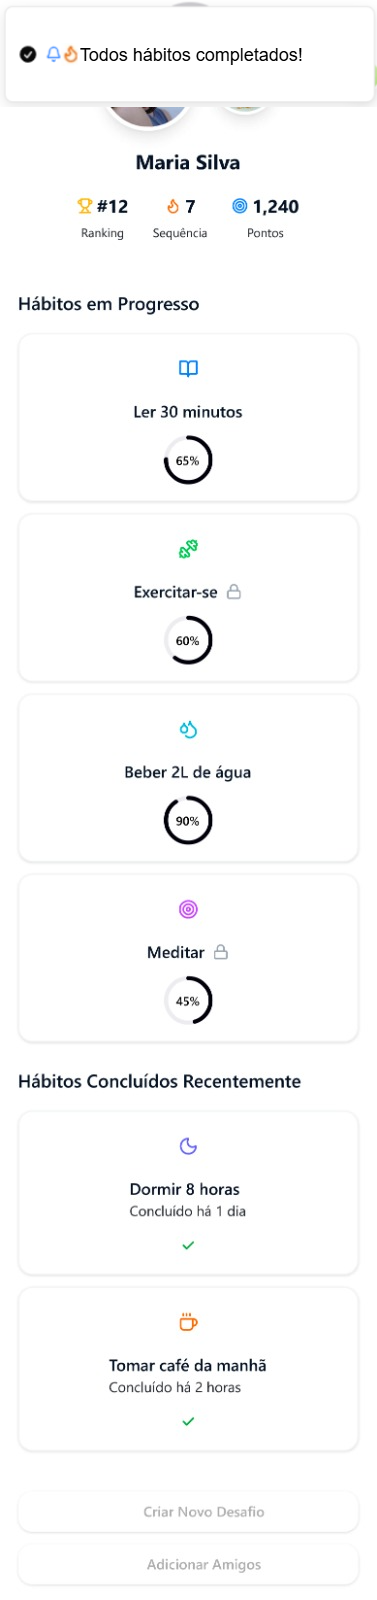 Todos hábitos completados!
Maria Silva
#12 7 1,240
Ranking Sequência Pontos
Hábitos em Progresso
Ler 30 minutos
65%
Exercitar-se
60%
Beber 2L de água
90%
Meditar
45%
Hábitos Concluídos Recentemente
Dormir 8 horas
Concluído há 1 dia
Tomar café da manhã
Concluído há 2 horas
Criar Novo Desafio
Adicionar Amigos